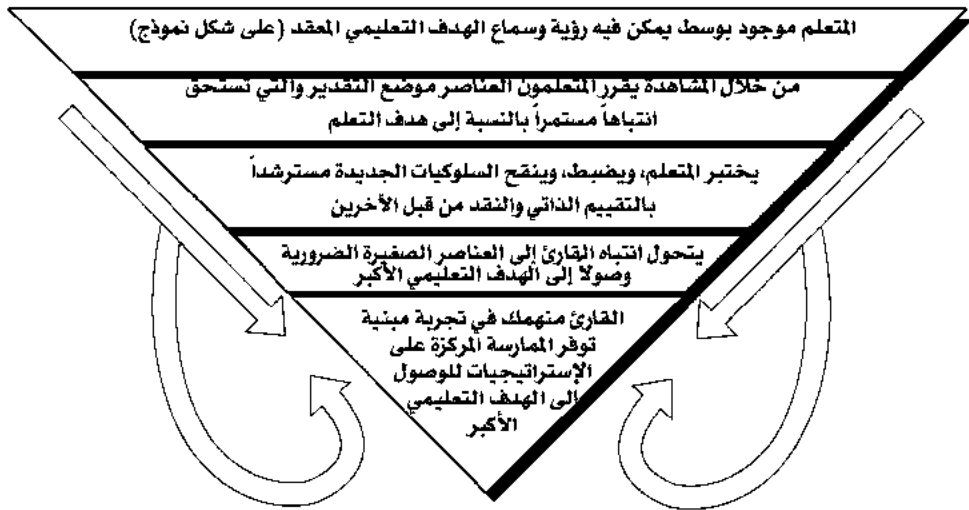 المتعلم موجود بوسط يمكن فيه رؤية وسماع الهدف التعليمي المعقد (على شكل نموذج)
من خلال المشاهدة يقرر المتعلمون العناصر موضع التقدير والتي تستحق
انتباهاً مستمراً بالنسبة إلى هدف التعلم
يختبر المتعلم، ويضبط، وينقح السلوكيات الجديدة مسترشداً
بالتقييم الذاتي والنقد من قبل الآخرين
يتحول انتباه القارئ إلى العناصر الصغيرة الضرورية
وصولا إلى الهدف التعليمي الأكبر
القارئ منهمك في تجربة مبنية
توفر الممارسة المركزة على
الإستراتيجيات للوصول
إلى الهدف التعليمي
الأكبر